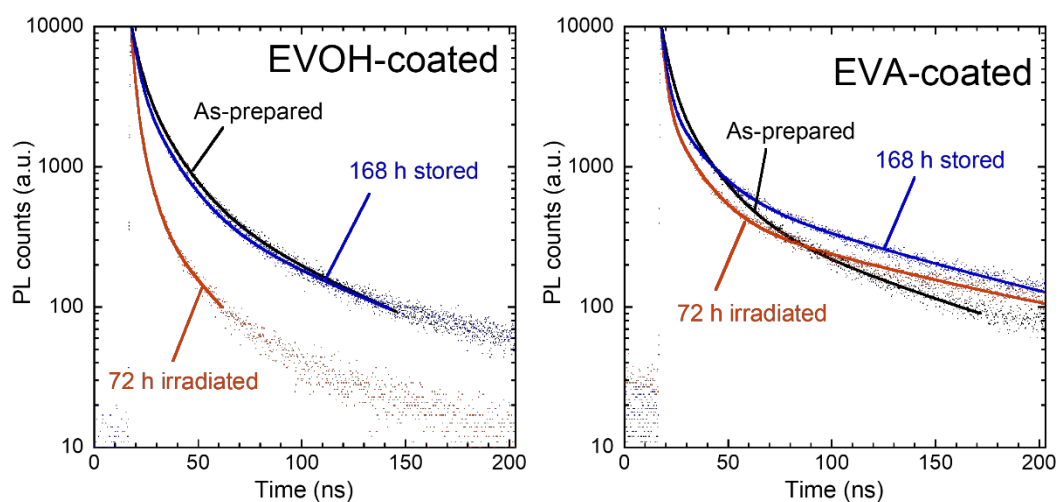 EVOH-coated
As-prepared
168 h stored
72 h irradiated
PL counts (a.u.)
10000
1000
100
10
0
50
100
150
200
Time (ns)
EVA-coated
As-prepared
168 h stored
72 h irradiated
PL counts (a.u.)
10000
1000
100
10
0
50
100
150
200
Time (ns)